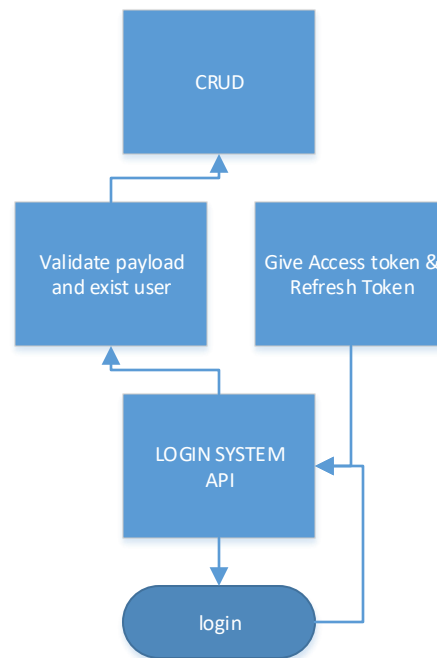 CRUD
Validate payload
and exist user
Give Access token &
Refresh Token
LOGIN SYSTEM
API
login